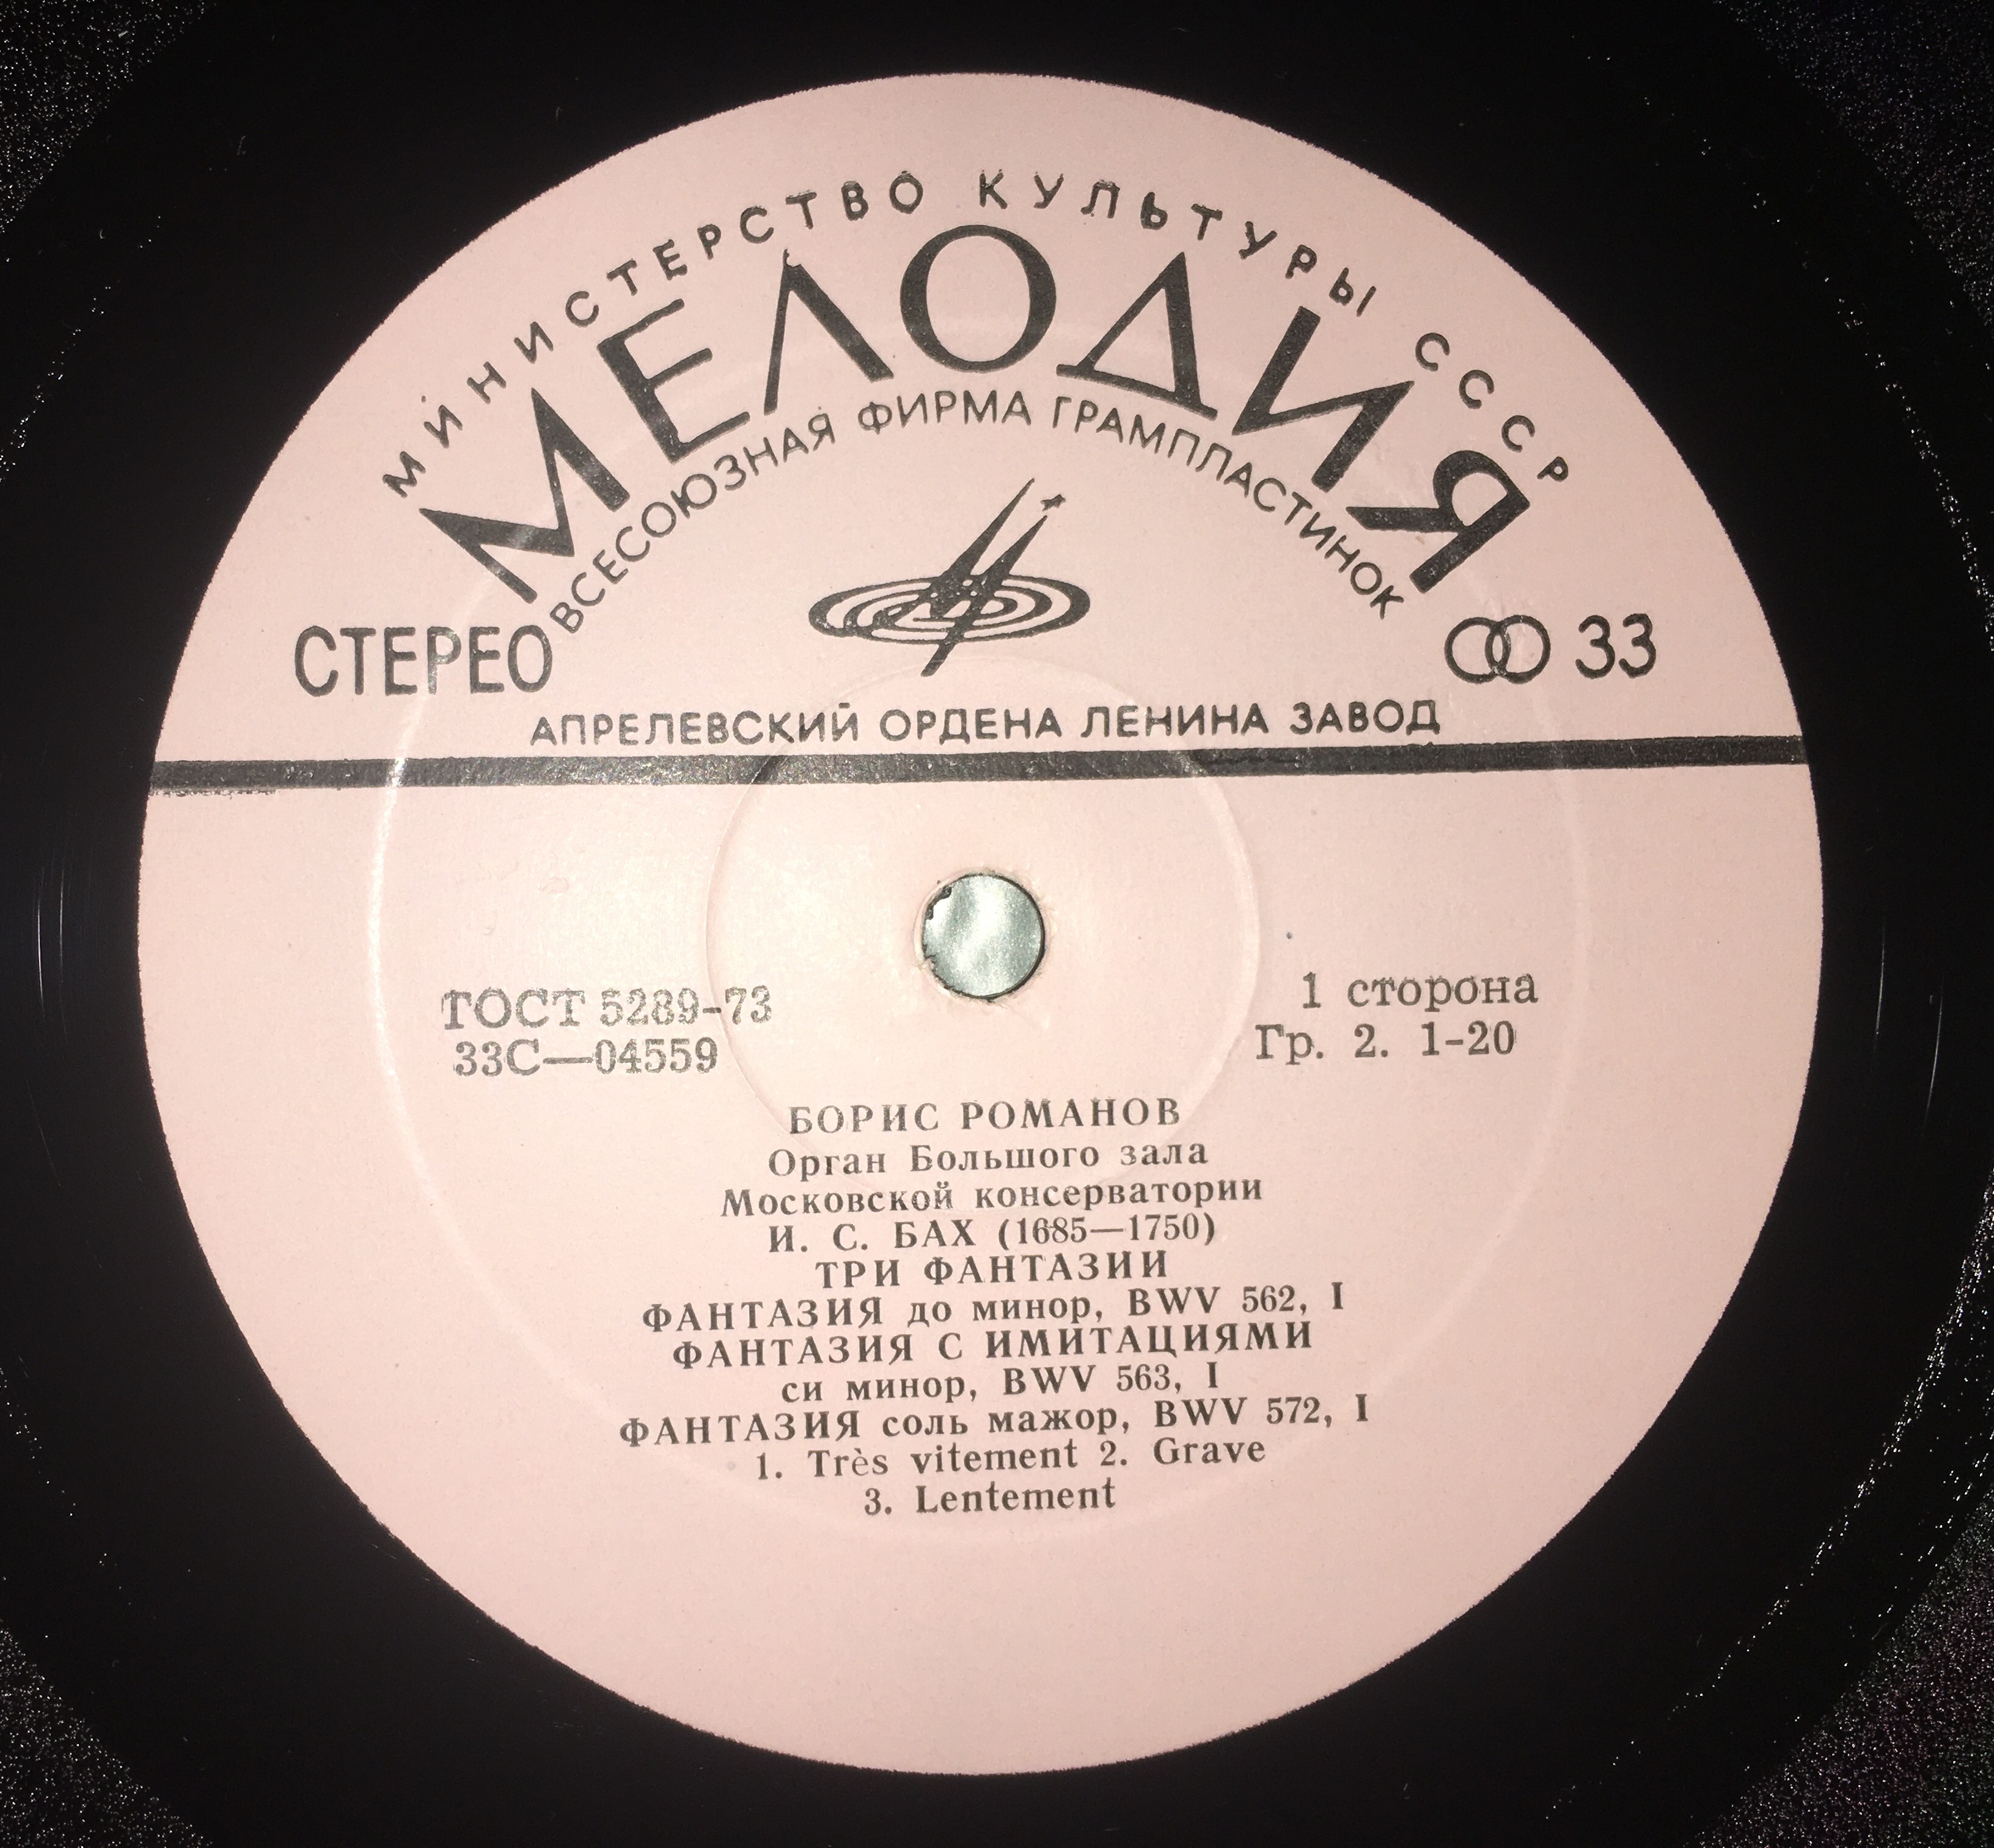 МИНИСТЕРСТВО КУЛЬТУРЫ СССР
МЕЛОДИЯ
ВСЕСОЮЗНАЯ ФИРМА ГРАМПЛАСТИНОК
СТЕРЕО
33
АПРЕЛЕВСКИЙ ОРДЕНА ЛЕНИНА ЗАВОД
ГОСТ 5289-73
33С—04559
1 сторона
Гр. 2. 1-20
БОРИС РОМАНОВ
Орган Большого зала
Московской консерватории
И. С. БАХ (1685—1750)
ТРИ ФАНТАЗИИ
ФАНТАЗИЯ до минор, BWV 562, I
ФАНТАЗИЯ С ИМИТАЦИЯМИ
си минор, BWV 563, I
ФАНТАЗИЯ соль мажор, BWV 572, I
1. Très vitement 2. Grave
3. Lentement